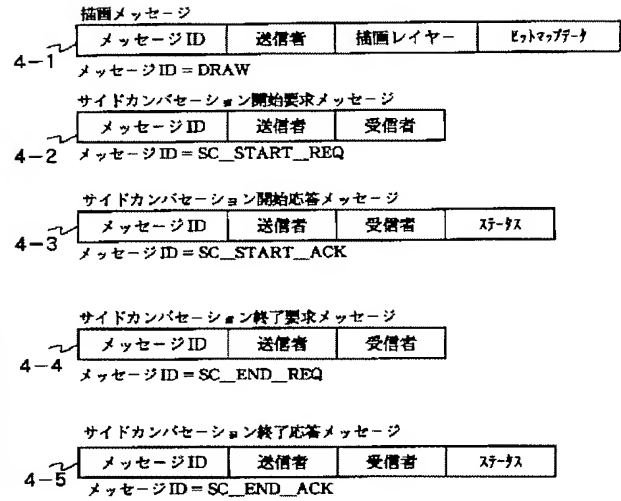 描画メッセージ
メッセージID 送信者 描画レイヤー ビットマップデータ
4-1
メッセージID=DRAW
サイドカンバセーション開始要求メッセージ
メッセージID 送信者 受信者
4-2
メッセージID=SC__START__REQ
サイドカンバセーション開始応答メッセージ
メッセージID 送信者 受信者 ステータス
4-3
メッセージID=SC__START__ACK
サイドカンバセーション終了要求メッセージ
メッセージID 送信者 受信者
4-4
メッセージID=SC__END__REQ
サイドカンバセーション終了応答メッセージ
メッセージID 送信者 受信者 ステータス
4-5
メッセージID=SC__END__ACK